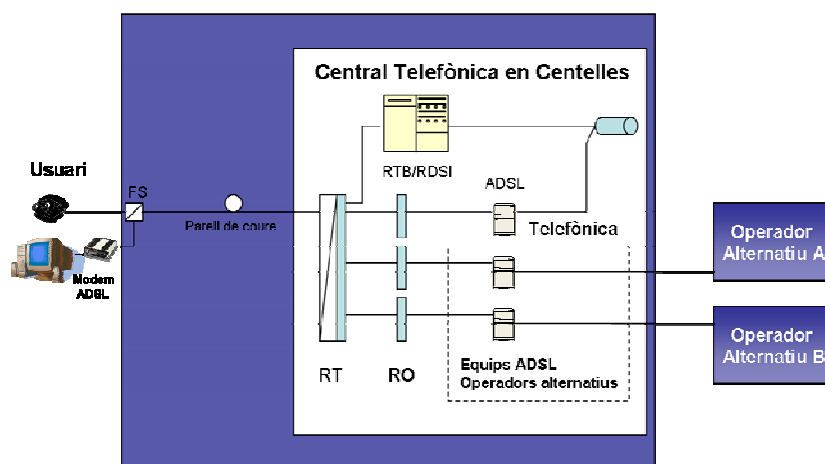 Central Telefònica en Centelles
RTB/RDSI
Usuari
FS
ADSL
Parell de coure
Telefònica
Operador
Alternatiu A
Modem
ADSL
Operador
Alternatiu B
Equips ADSL
Operadors alternatius
RT
RO